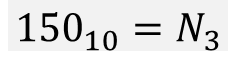 150₁₀ = N₃